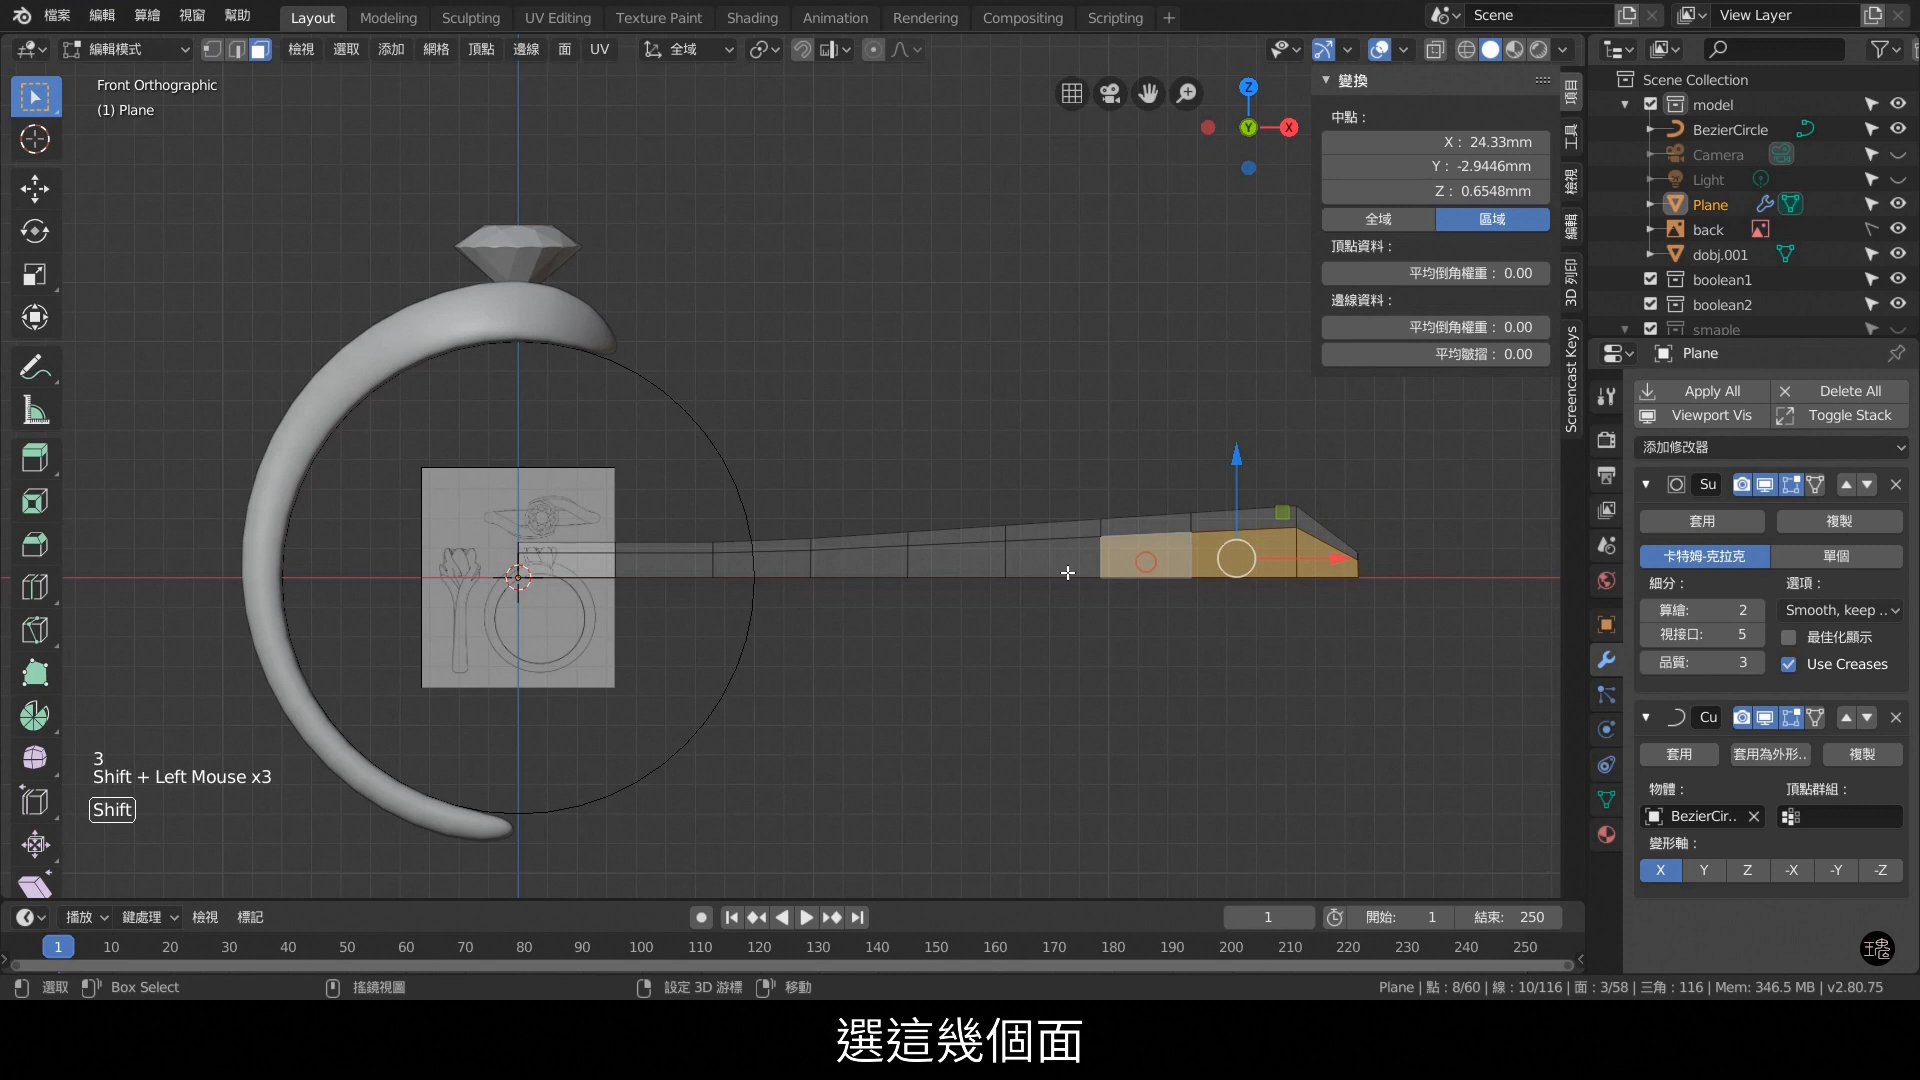 檔案 編輯 算繪 視窗 幫助 Layout Modeling Sculpting UV Editing Texture Paint Shading Animation Rendering Compositing Scripting + Scene View Layer
編輯模式 檢視 選取 添加 網格 頂點 邊線 面 UV 全域
Front Orthographic
(1) Plane
Z
Y
X
變換
中點：
X： 24.33mm
Y： -2.9446mm
Z： 0.6548mm
全域 區域
頂點資料：
平均倒角權重： 0.00
邊線資料：
平均倒角權重： 0.00
平均皺摺： 0.00
項目
工具
檢視
編輯
3D 列印
Screencast Keys
Scene Collection
model
BezierCircle
Camera
Light
Plane
back
dobj.001
boolean1
boolean2
smaple
Plane
Apply All Delete All
Viewport Vis Toggle Stack
添加修改器
Su
套用 複製
卡特姆-克拉克 單個
細分： 選項：
算繪: 2 Smooth, keep ..
視接口: 5 最佳化顯示
品質: 3 Use Creases
Cu
套用 套用為外形.. 複製
物體： 頂點群組：
BezierCir..
變形軸：
X Y Z -X -Y -Z
3
Shift + Left Mouse x3
Shift
播放 鍵處理 檢視 標記 1 開始: 1 結束: 250
1 10 20 30 40 50 60 70 80 90 100 110 120 130 140 150 160 170 180 190 200 210 220 230 240 250
選取 Box Select 搖鏡視圖 設定 3D 游標 移動 Plane | 點 : 8/60 | 線 : 10/116 | 面 : 3/58 | 三角 : 116 | Mem: 346.5 MB | v2.80.75
選這幾個面